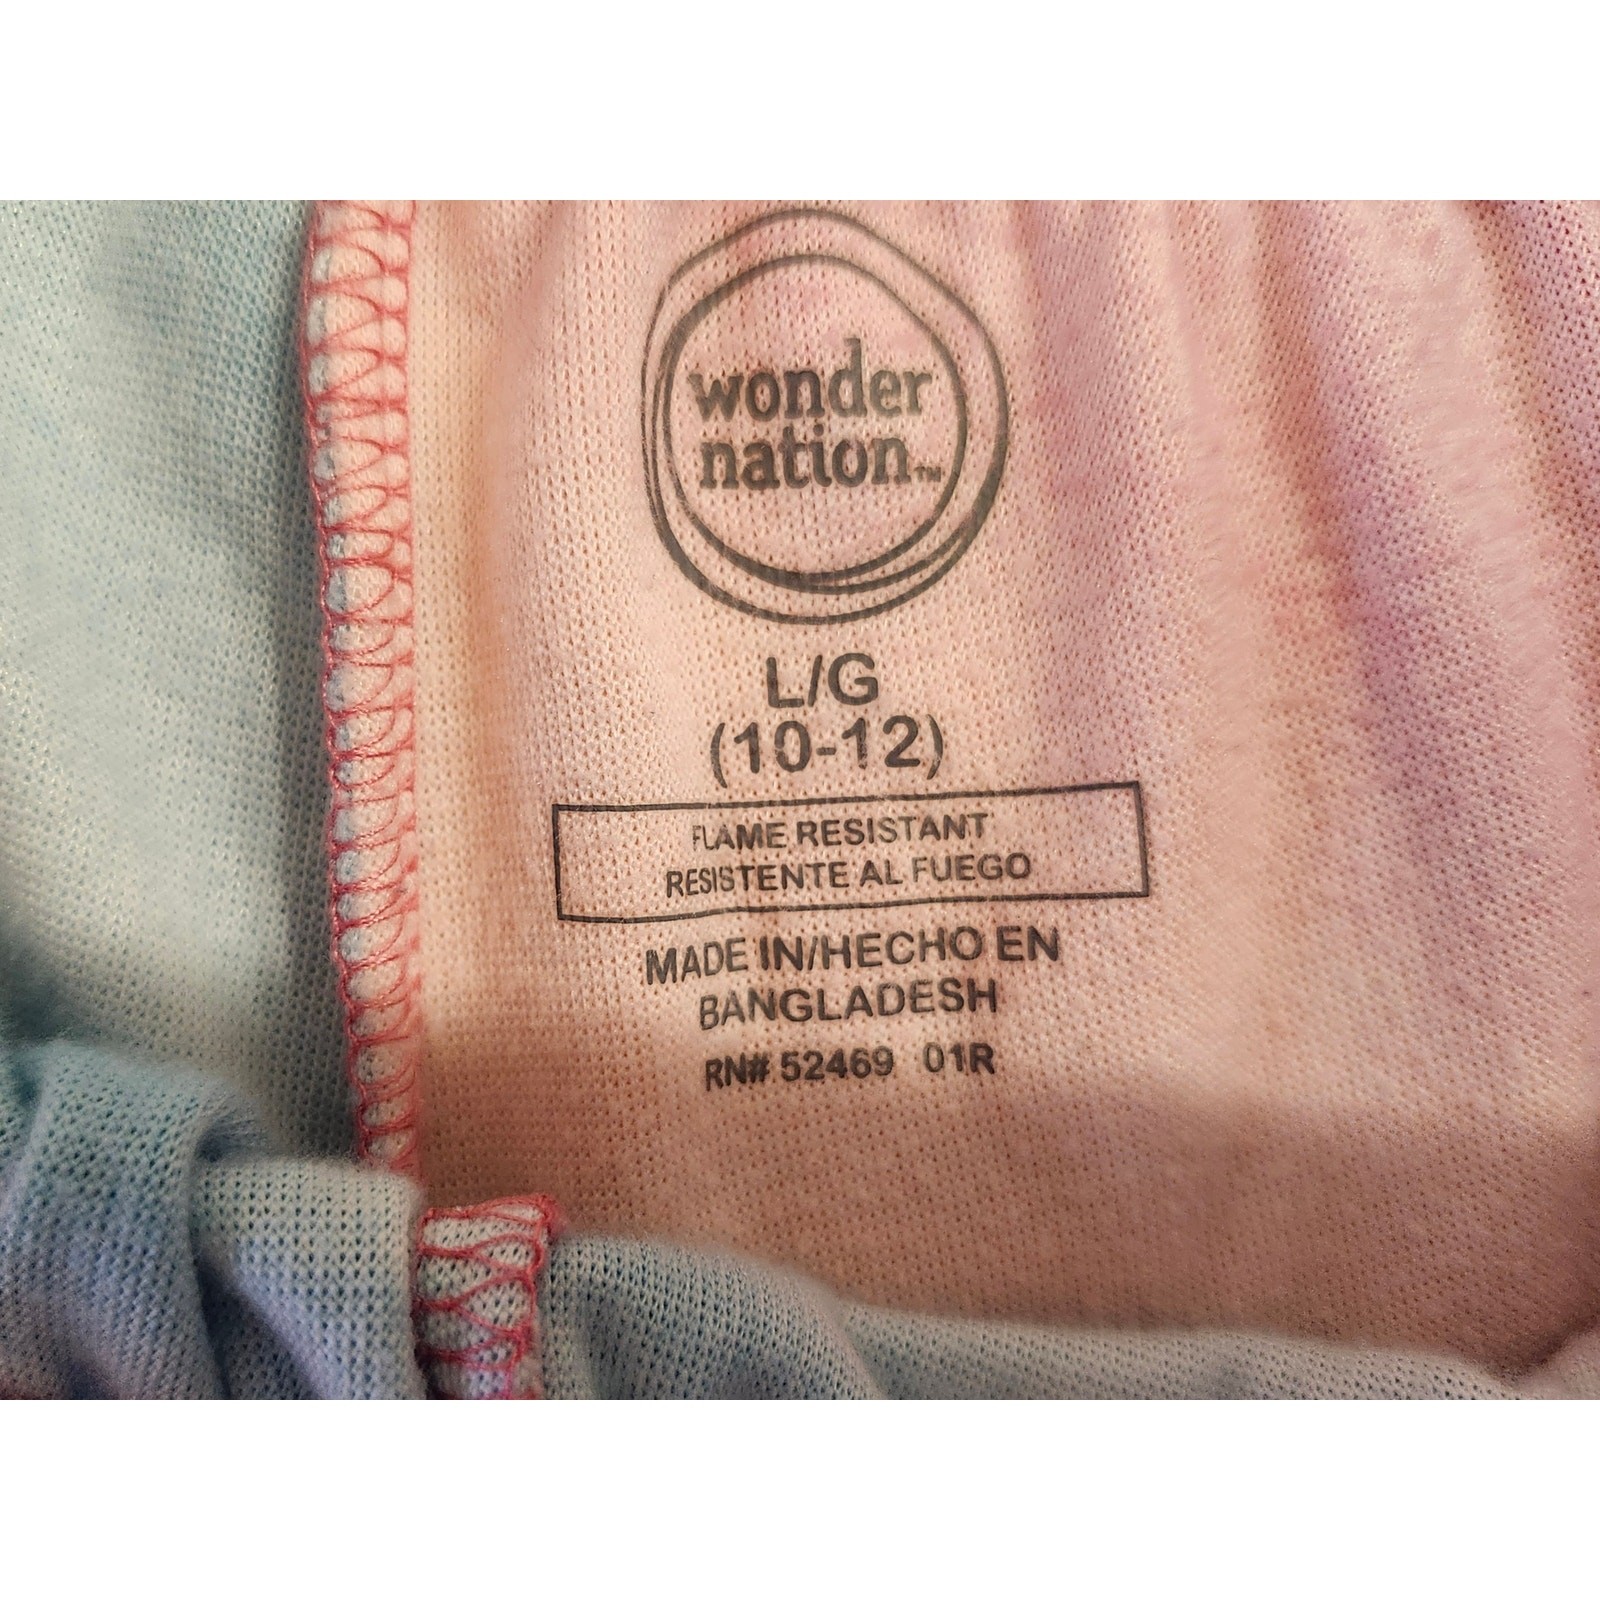 wonder
nation™
L/G
(10-12)
FLAME RESISTANT
RESISTENTE AL FUEGO
MADE IN/HECHO EN
BANGLADESH
RN# 52469 01R